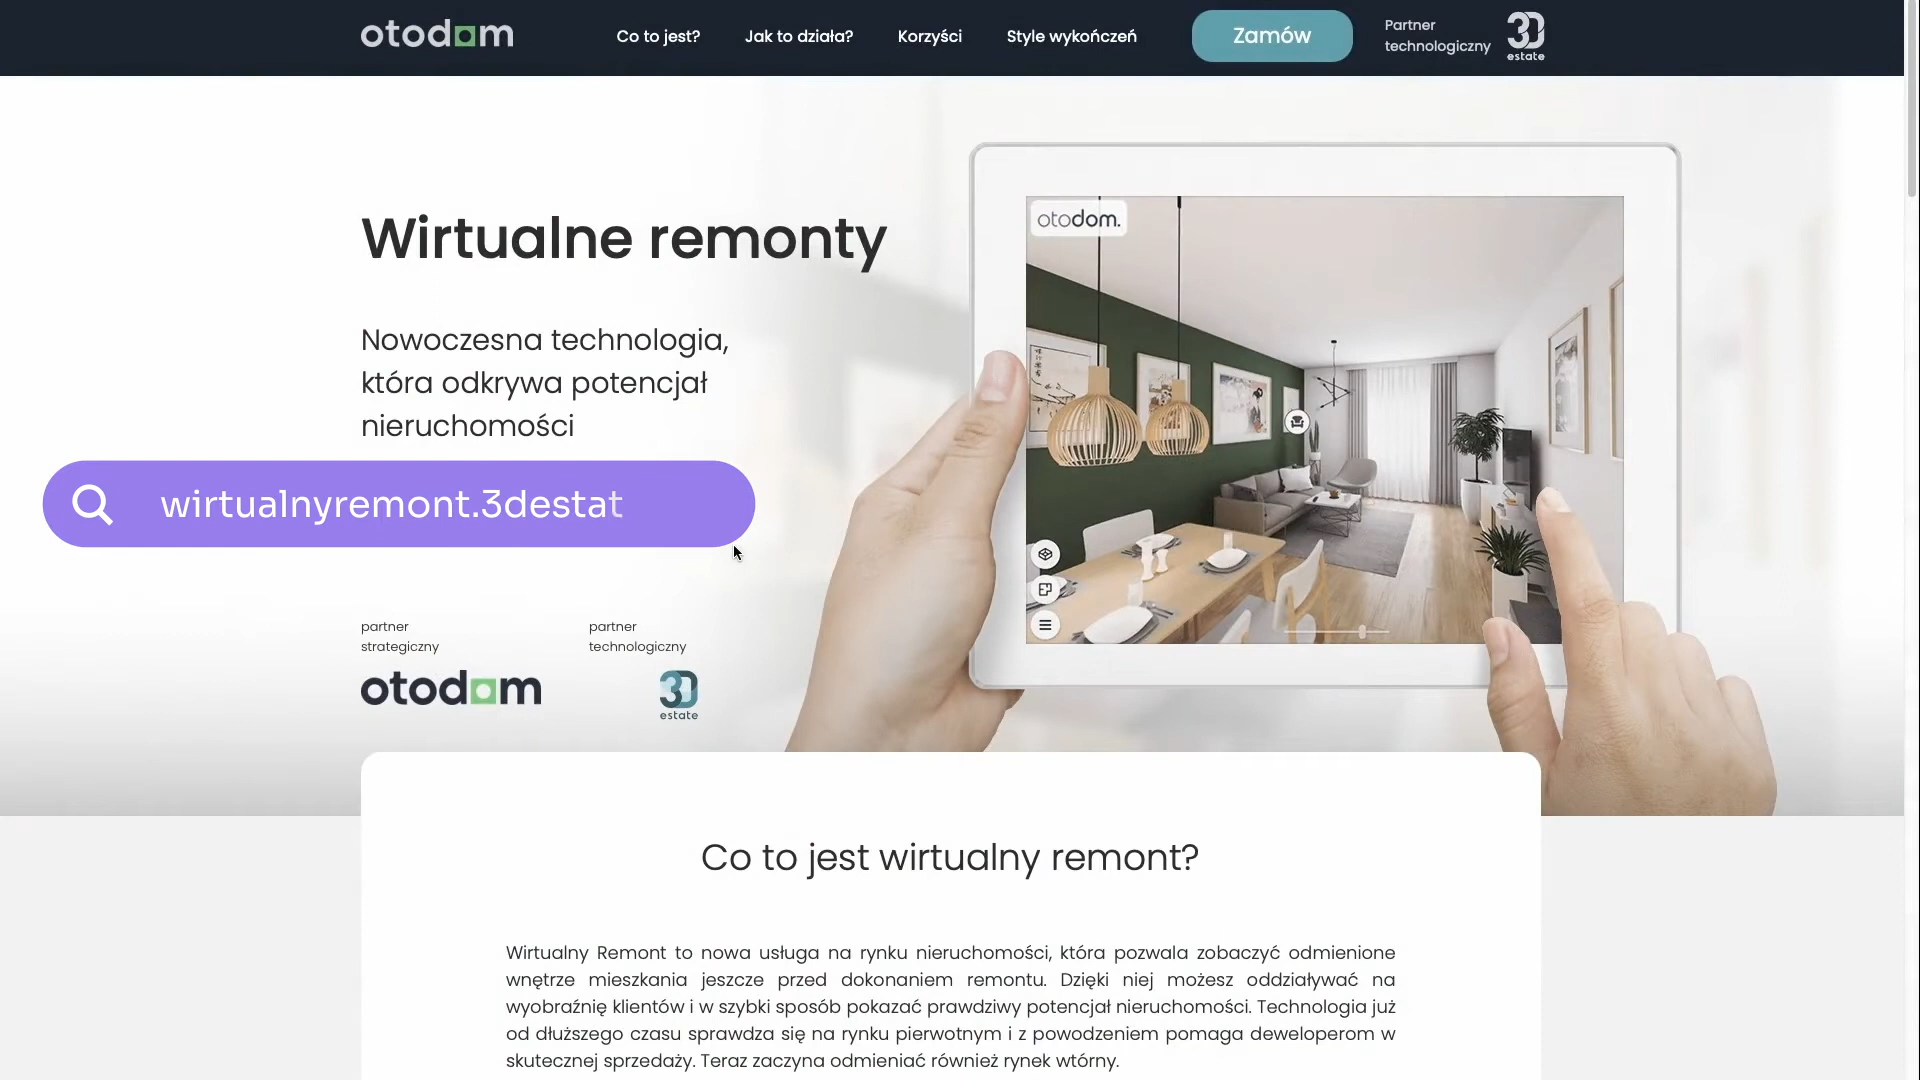 otodom
Co to jest?
Jak to działa?
Korzyści
Style wykończeń
Zamów
Partner
technologiczny
3D
estate
Wirtualne remonty
otodom.
Nowoczesna technologia,
która odkrywa potencjał
nieruchomości
wirtualnyremont.3destat
partner
strategiczny
otodom
partner
technologiczny
3D
estate
Co to jest wirtualny remont?
Wirtualny Remont to nowa usługa na rynku nieruchomości, która pozwala zobaczyć odmienione
wnętrze mieszkania jeszcze przed dokonaniem remontu. Dzięki niej możesz oddziaływać na
wyobraźnię klientów i w szybki sposób pokazać prawdziwy potencjał nieruchomości. Technologia już
od dłuższego czasu sprawdza się na rynku pierwotnym i z powodzeniem pomaga deweloperom w
skutecznej sprzedaży. Teraz zaczyna odmieniać również rynek wtórny.